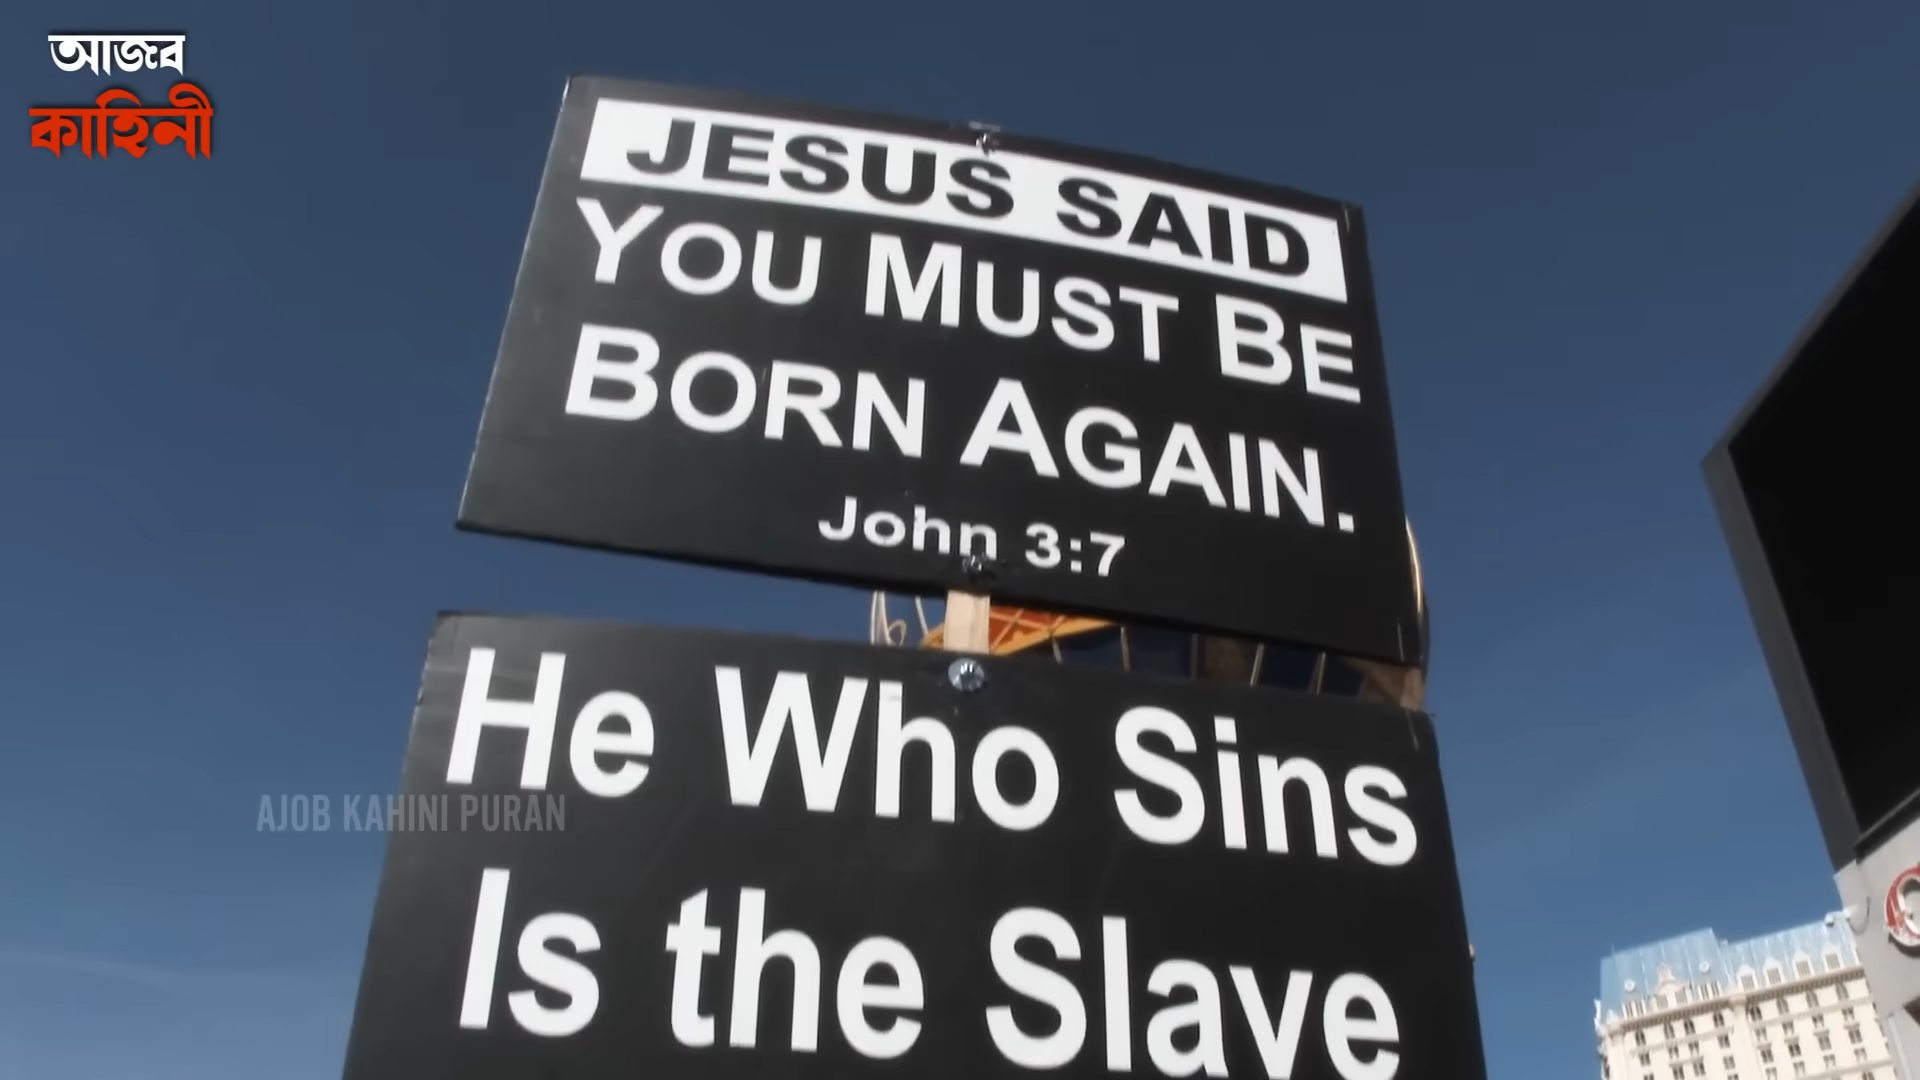 আজব
কাহিনী
JESUS SAID
YOU MUST BE
BORN AGAIN.
John 3:7
He Who Sins
Is the Slave
AJOB KAHINI PURAN